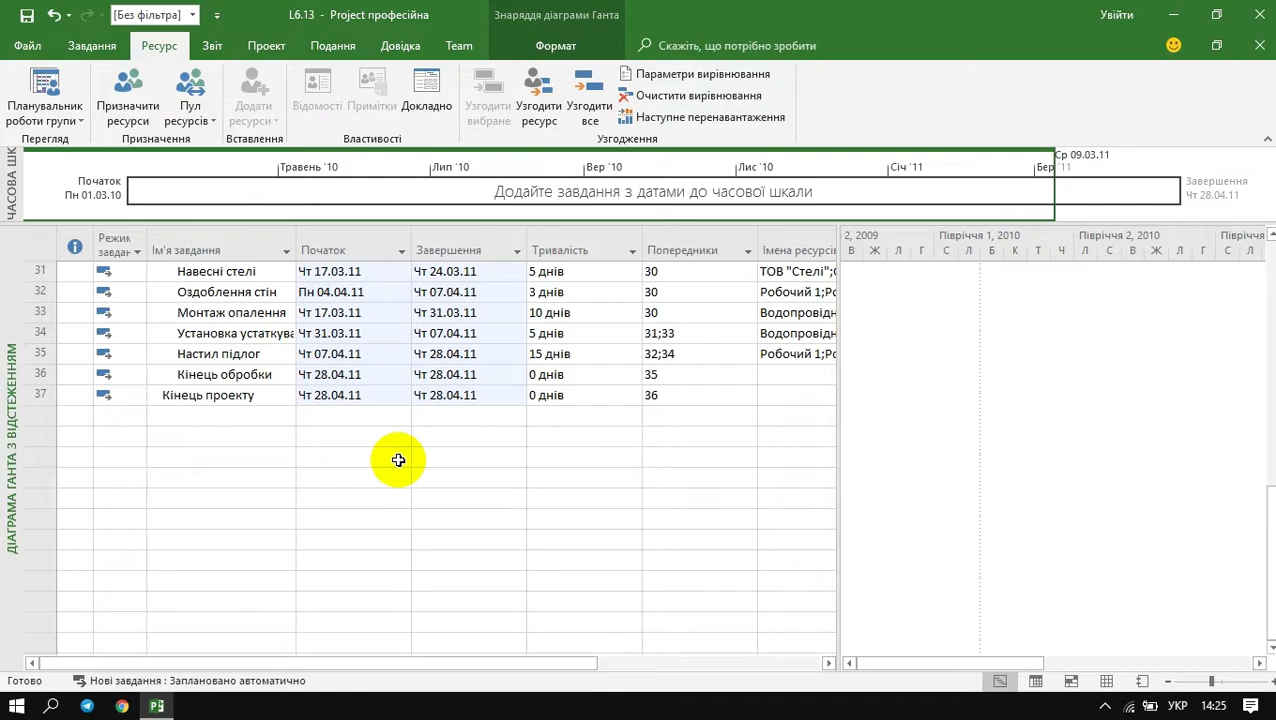 [Без фільтра]
L6.13 - Project професійна
Знаряддя діаграми Ганта
Увійти
Файл
Завдання
Ресурс
Звіт
Проект
Подання
Довідка
Team
Формат
Скажіть, що потрібно зробити
Планувальник роботи групи
Призначити ресурси
Пул ресурсів
Додати ресурси
Відомості
Примітки
Докладно
Узгодити вибране
Узгодити ресурс
Узгодити все
Параметри вирівнювання
Очистити вирівнювання
Наступне перенавантаження
Перегляд
Призначення
Вставлення
Властивості
Узгодження
ЧАСОВА ШК
Ср 09.03.11
Травень '10
Лип '10
Вер '10
Лис '10
Січ '11
Бер '11
Початок
Пн 01.03.10
Додайте завдання з датами до часової шкали
Завершення
Чт 28.04.11
ДІАГРАМА ГАНТА З ВІДСТЕЖЕННЯМ
Режим завдан
Ім'я завдання
Початок
Завершення
Тривалість
Попередники
Імена ресурсів
2, 2009
Півріччя 1, 2010
Півріччя 2, 2010
Півріччя
В Ж Л Г С Б К Т Ч Л С В Ж Л Г С Л
31 Навесні стелі Чт 17.03.11 Чт 24.03.11 5 днів 30 ТОВ "Стелі";С
32 Оздоблення стін Пн 04.04.11 Чт 07.04.11 3 днів 30 Робочий 1;Ро
33 Монтаж опалення Чт 17.03.11 Чт 31.03.11 10 днів 30 Водопровідн
34 Установка устаткува Чт 31.03.11 Чт 07.04.11 5 днів 31;33 Водопровідн
35 Настил підлог Чт 07.04.11 Чт 28.04.11 15 днів 32;34 Робочий 1;Ро
36 Кінець обробки Чт 28.04.11 Чт 28.04.11 0 днів 35
37 Кінець проекту Чт 28.04.11 Чт 28.04.11 0 днів 36
Готово
Нові завдання : Заплановано автоматично
УКР
14:25